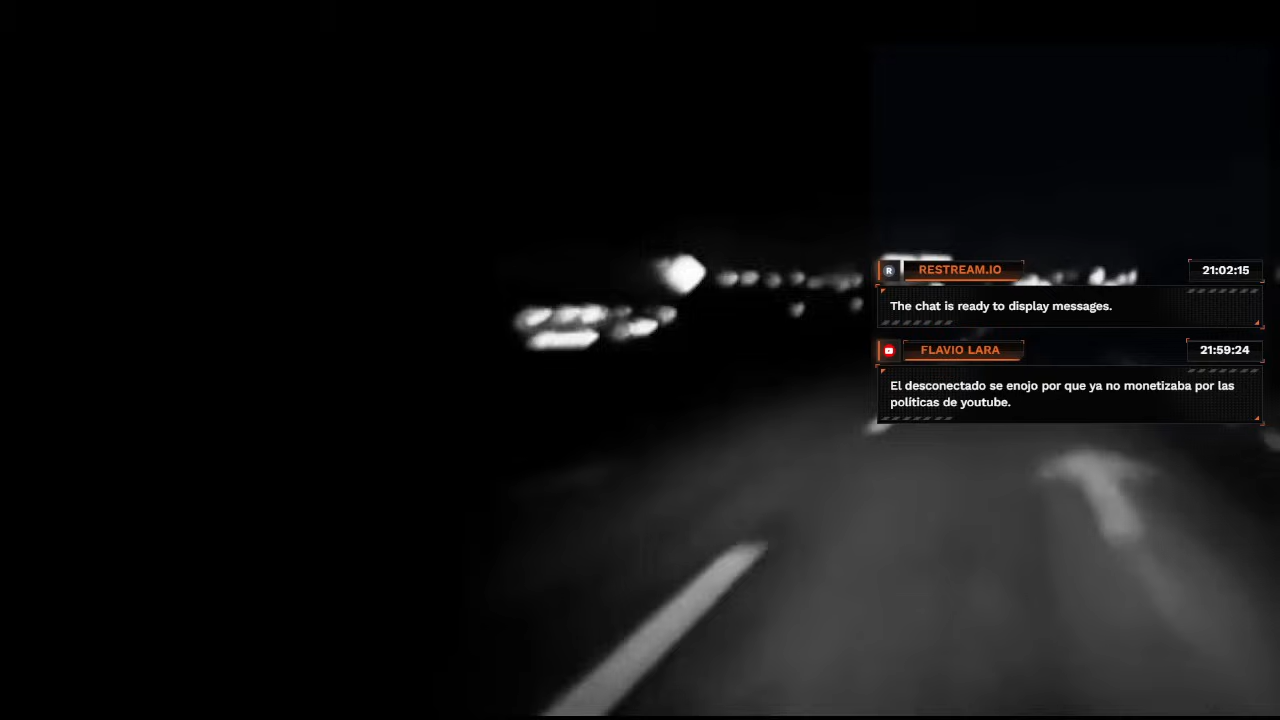 R
RESTREAM.IO
21:02:15
The chat is ready to display messages.
FLAVIO LARA
21:59:24
El desconectado se enojo por que ya no monetizaba por las
políticas de youtube.